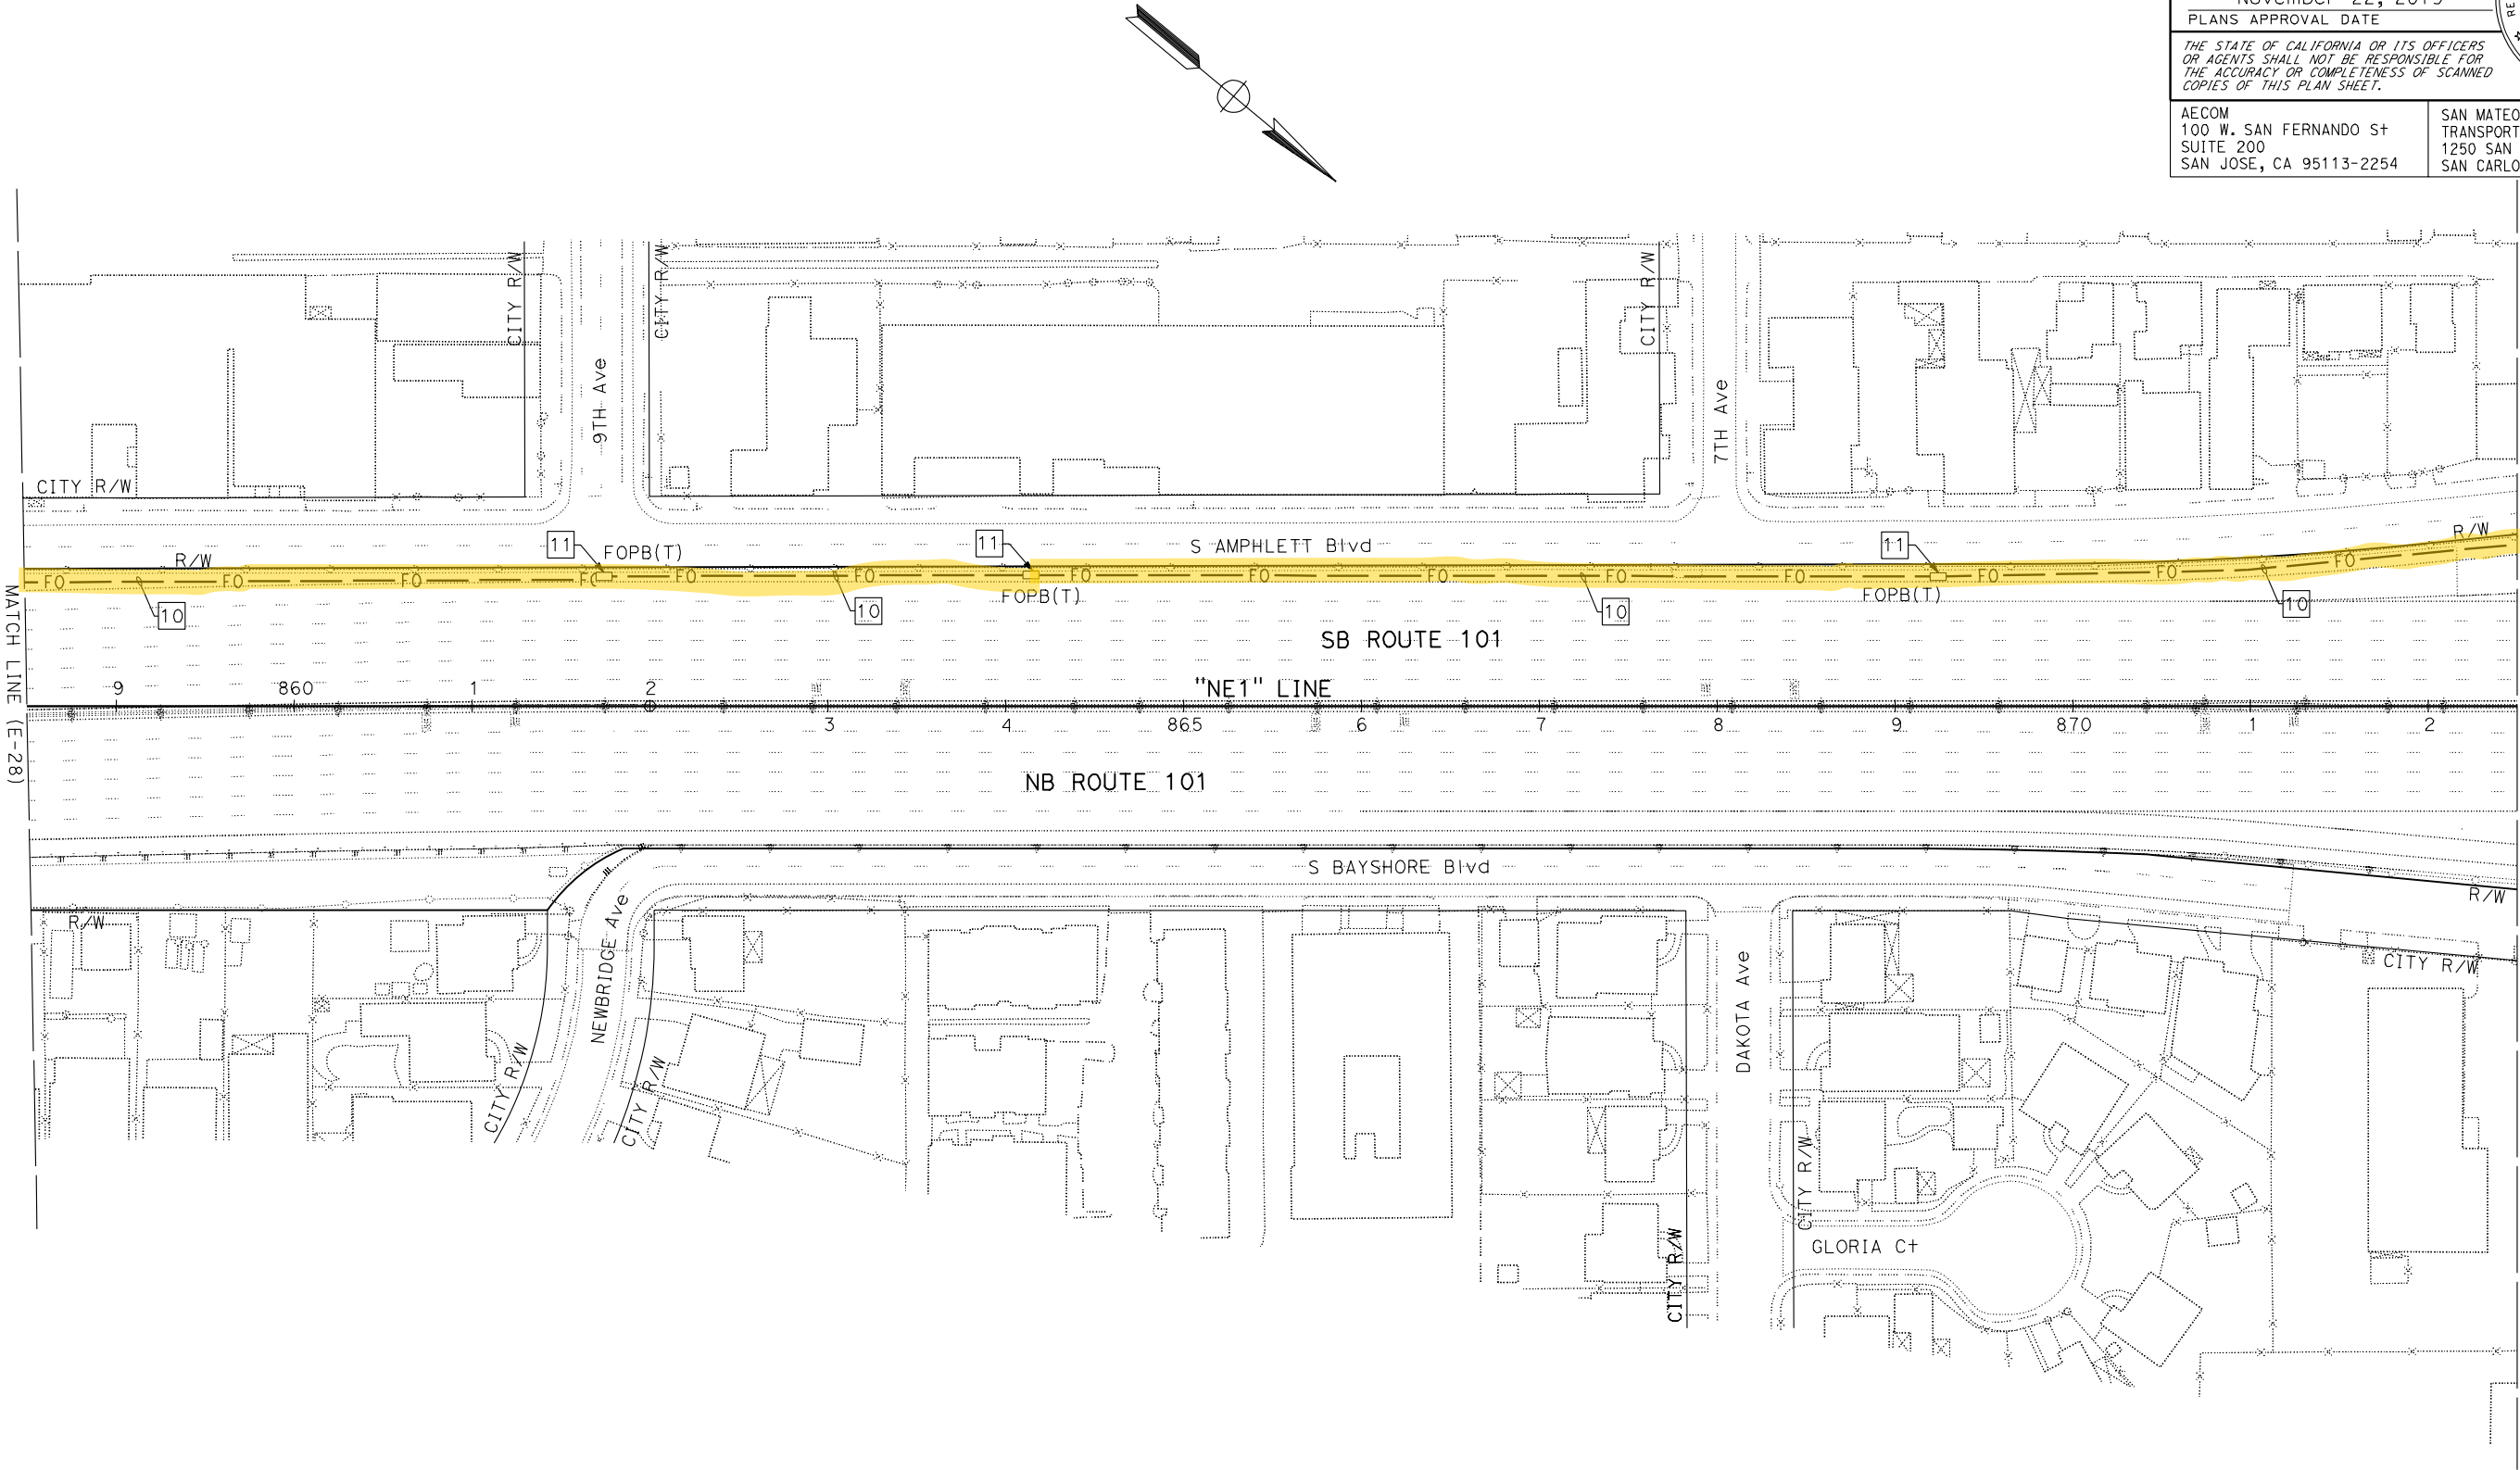 November 22, 2019
PLANS APPROVAL DATE
THE STATE OF CALIFORNIA OR ITS OFFICERS
OR AGENTS SHALL NOT BE RESPONSIBLE FOR
THE ACCURACY OR COMPLETENESS OF SCANNED
COPIES OF THIS PLAN SHEET.
AECOM
100 W. SAN FERNANDO St
SUITE 200
SAN JOSE, CA 95113-2254
SAN MATEO
TRANSPORT
1250 SAN
SAN CARLO
RE
CITY R/W
CITY R/W
CITY R/W
9TH Ave
7TH Ave
CITY R/W
11
FOPB(T)
11
S AMPHLETT Blvd
11
R/W
R/W
FO FO FO FO FO FO FO FO FO FO FO FO FO FO
FOPB(T)
FOPB(T)
10
10
10
10
MATCH LINE (E-28)
SB ROUTE 101
9 860 1 2
"NE1" LINE
3 4 865 6 7 8 9 870 1 2
NB ROUTE 101
S BAYSHORE Blvd
R/W
R/W
NEWBRIDGE Ave
DAKOTA Ave
CITY R/W
CITY R/W
CITY R/W
CITY R/W
CITY R/W
GLORIA Ct